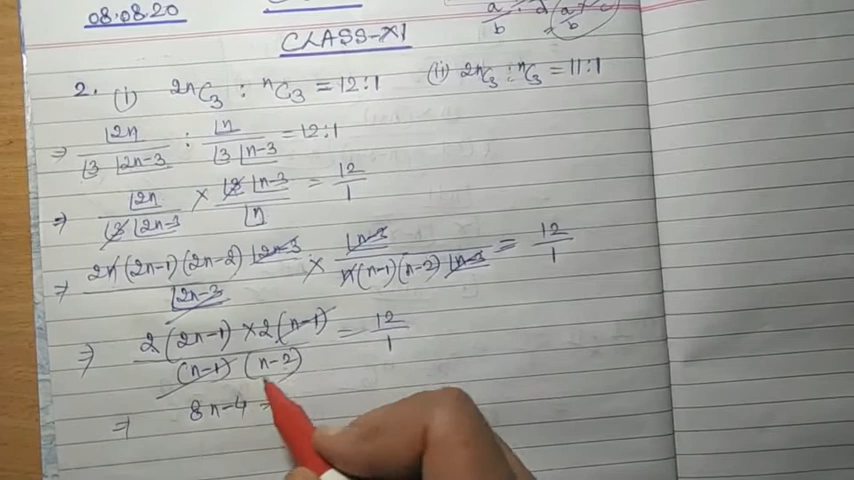 08.08.20
a/b : a/b
CLASS-XI
2. (i) 2nC3 : nC3 = 12:1 (ii) 2nC3 : nC3 = 11:1
⇒ |2n / |3 |2n-3 : |n / |3 |n-3 = 12:1
⇒ |2n / |3 |2n-3 × |3 |n-3 / |n = 12/1
⇒ 2n(2n-1)(2n-2) |2n-3 / |2n-3 × |n-3 / n(n-1)(n-2) |n-3 = 12/1
⇒ 2(2n-1)×2(n-1) / (n-1)(n-2) = 12/1
⇒ 8n-4 =